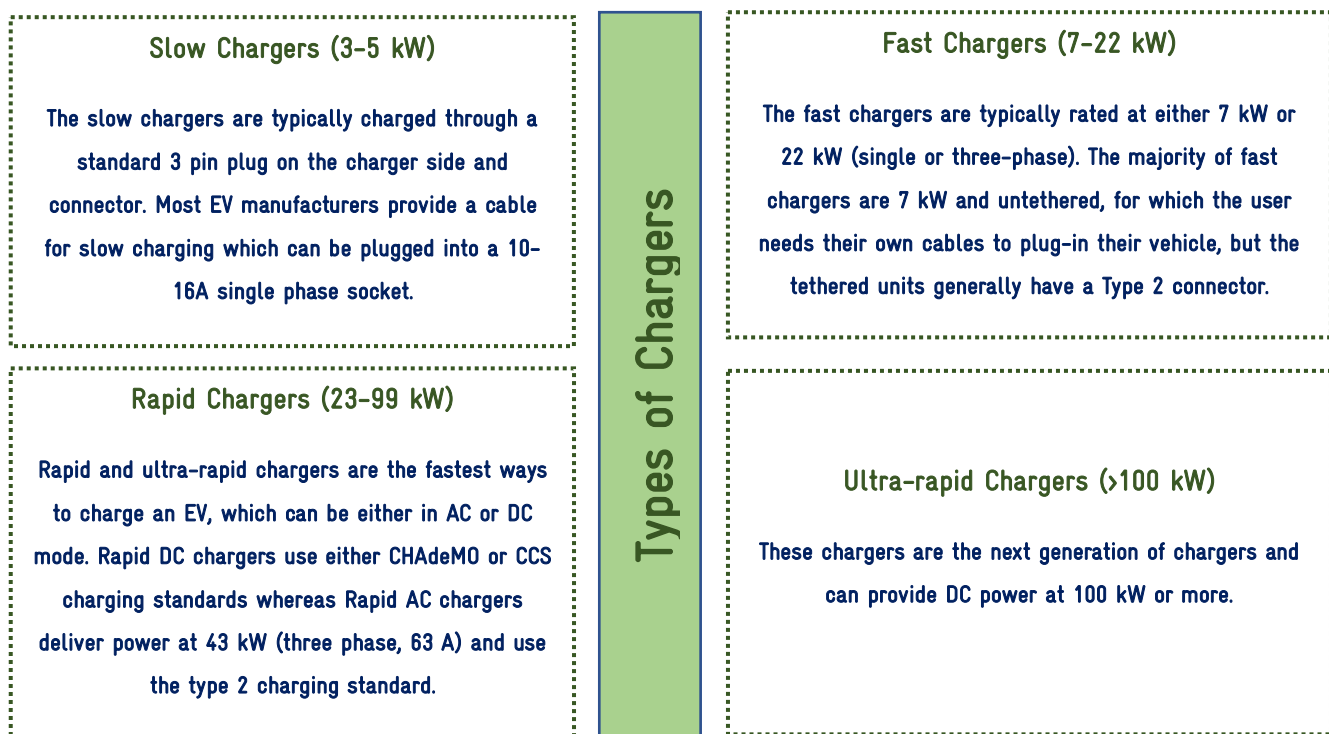 Slow Chargers (3-5 kW)
The slow chargers are typically charged through a
standard 3 pin plug on the charger side and
connector. Most EV manufacturers provide a cable
for slow charging which can be plugged into a 10-
16A single phase socket.
Rapid Chargers (23-99 kW)
Rapid and ultra-rapid chargers are the fastest ways
to charge an EV, which can be either in AC or DC
mode. Rapid DC chargers use either CHAdeMO or CCS
charging standards whereas Rapid AC chargers
deliver power at 43 kW (three phase, 63 A) and use
the type 2 charging standard.
Types of Chargers
Fast Chargers (7-22 kW)
The fast chargers are typically rated at either 7 kW or
22 kW (single or three-phase). The majority of fast
chargers are 7 kW and untethered, for which the user
needs their own cables to plug-in their vehicle, but the
tethered units generally have a Type 2 connector.
Ultra-rapid Chargers (>100 kW)
These chargers are the next generation of chargers and
can provide DC power at 100 kW or more.